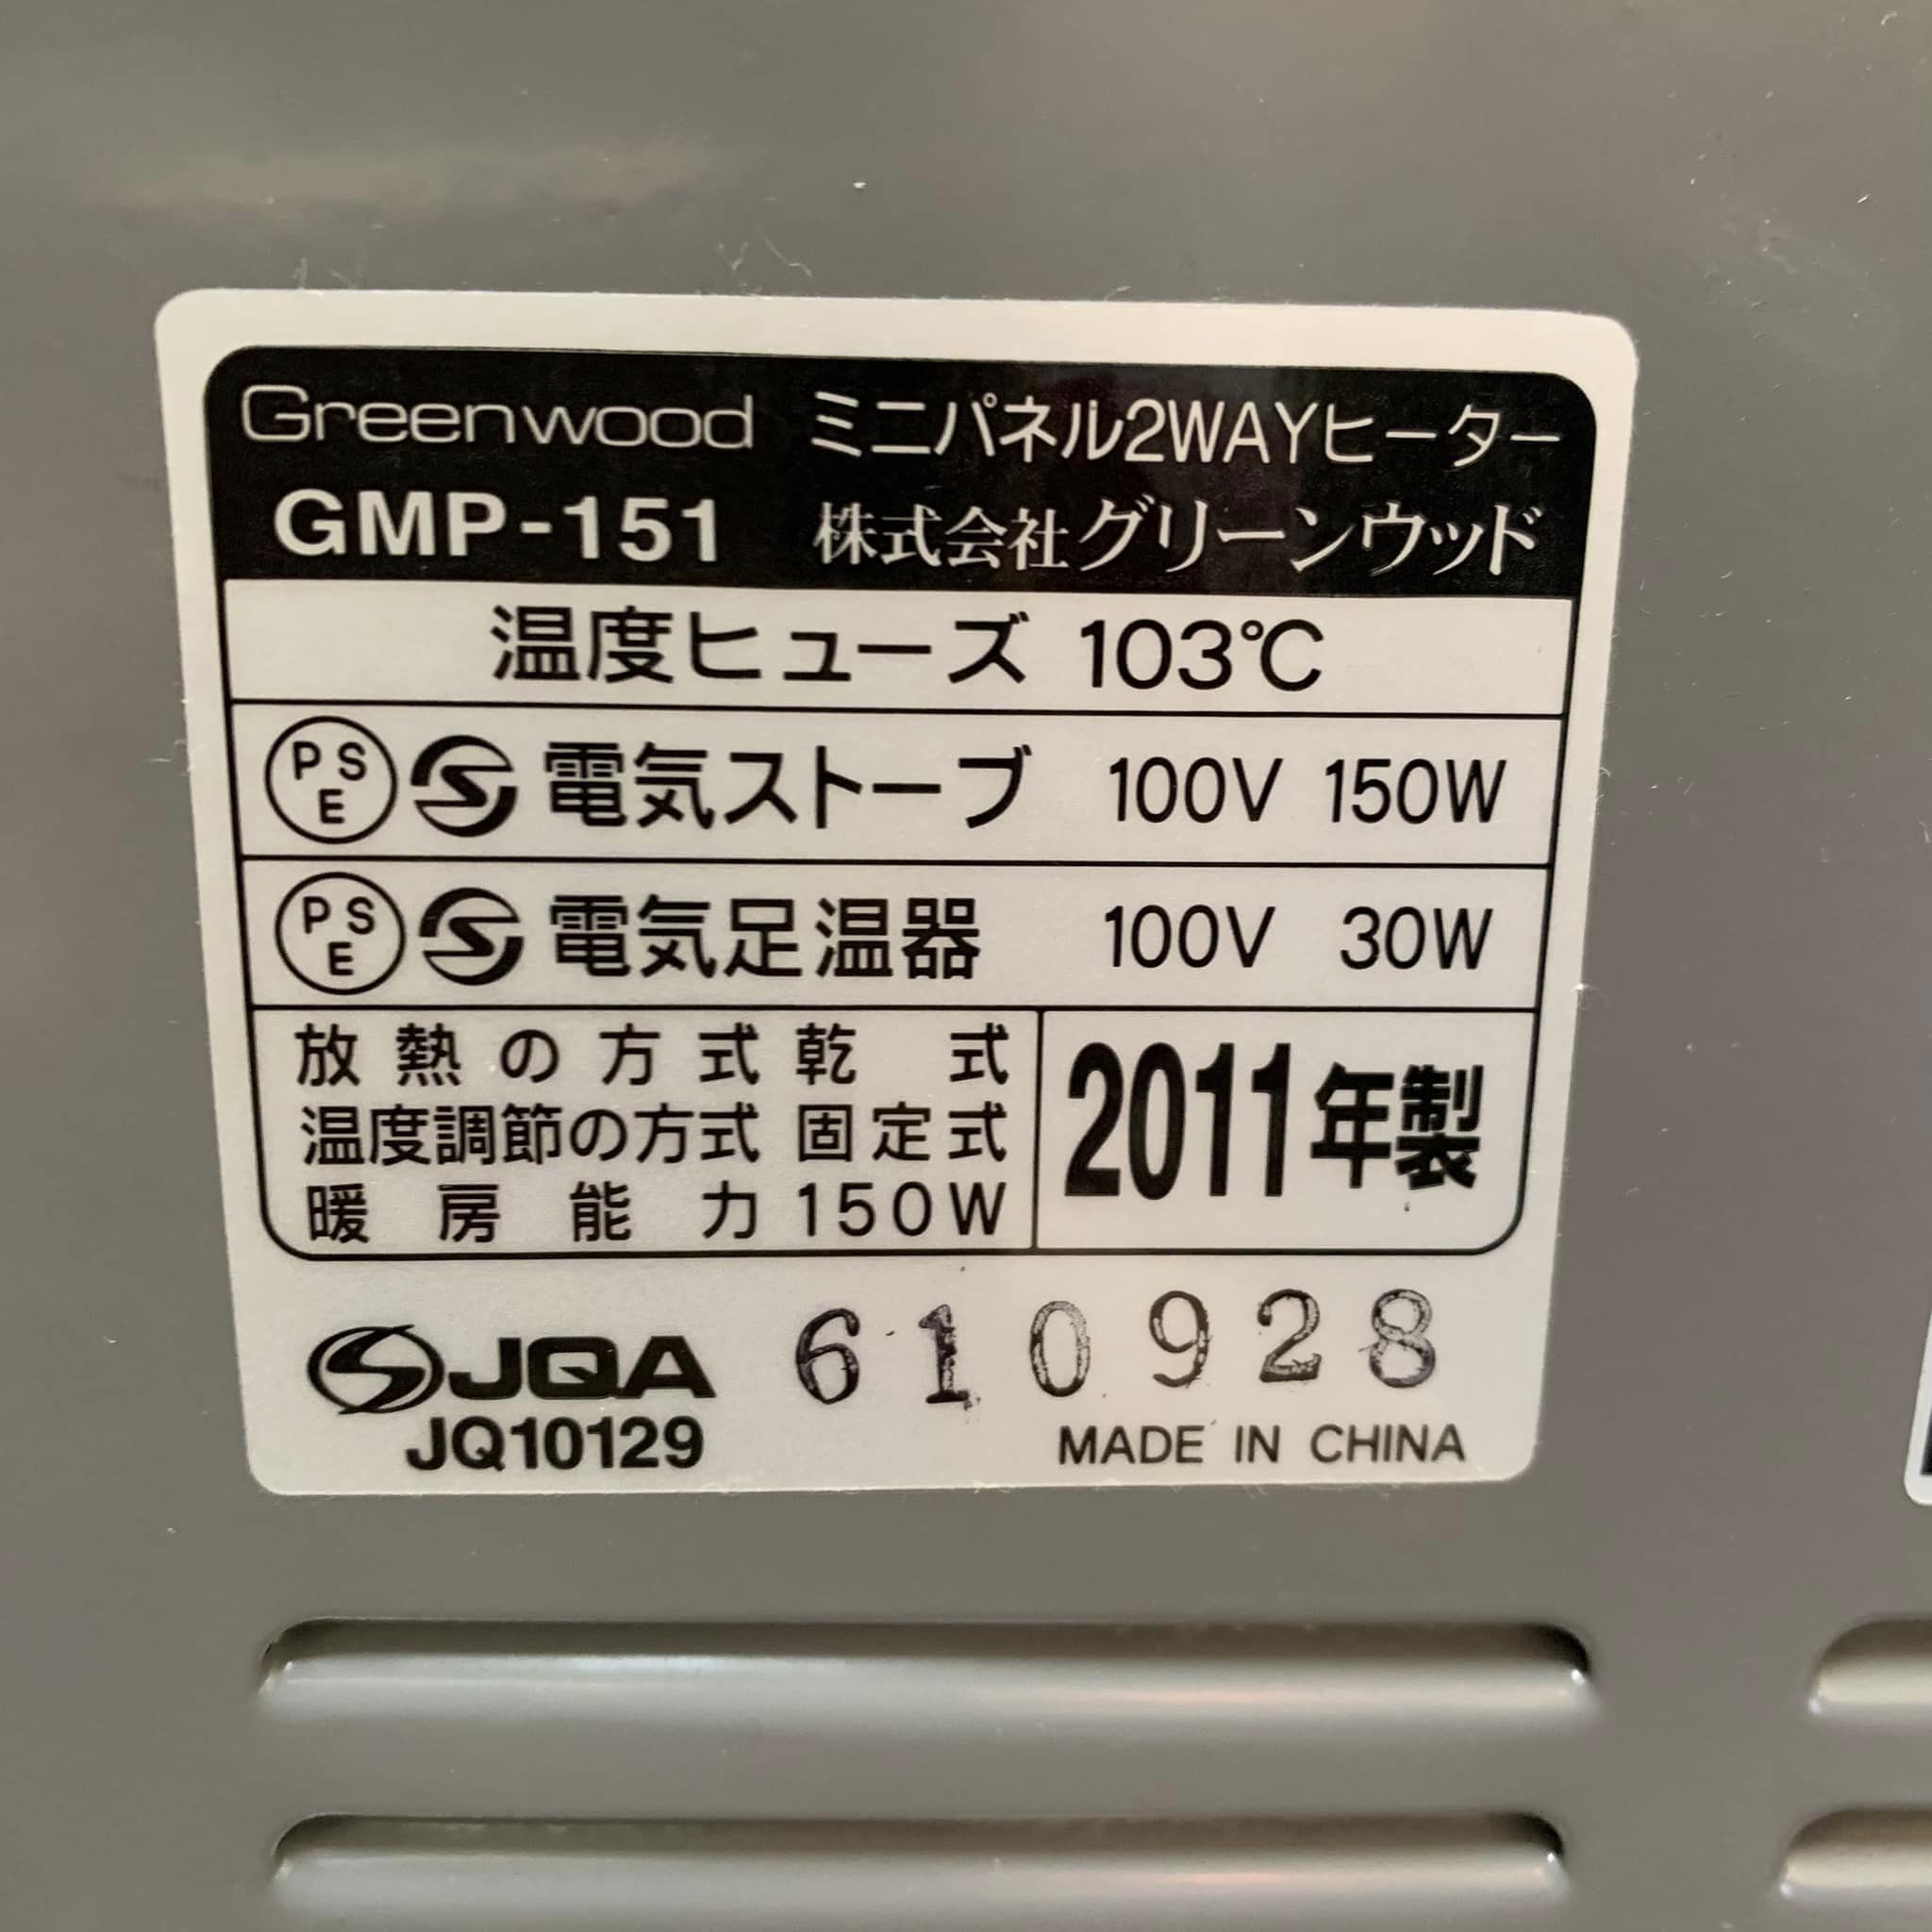 Greenwood ミニパネル2WAYヒーター
GMP-151 株式会社グリーンウッド
温度ヒューズ 103℃
PSE 電気ストーブ 100V 150W
PSE 電気足温器 100V 30W
放熱の方式 乾式
温度調節の方式 固定式
暖房能力 150W
2011年製
JQA 610928
JQ10129 MADE IN CHINA